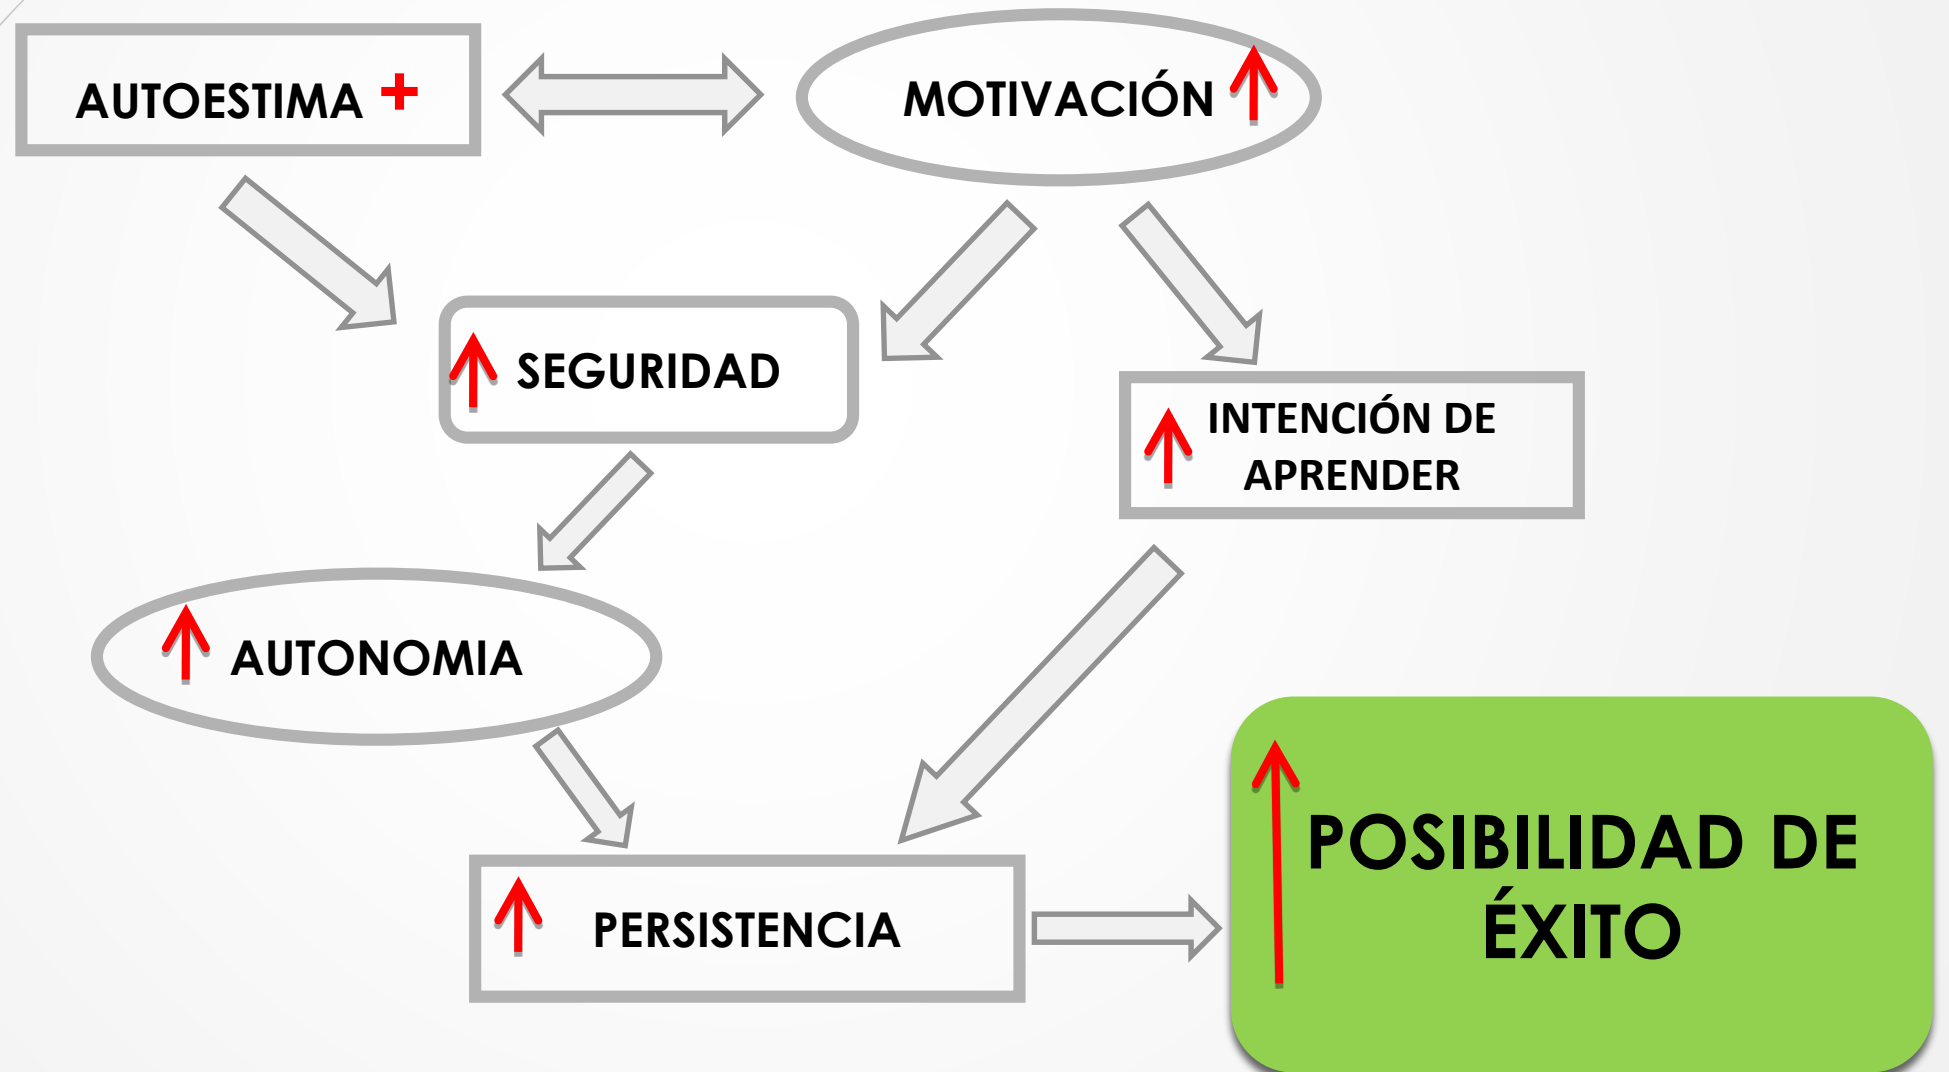 AUTOESTIMA +
MOTIVACIÓN
SEGURIDAD
INTENCIÓN DE
APRENDER
AUTONOMIA
POSIBILIDAD DE
ÉXITO
PERSISTENCIA